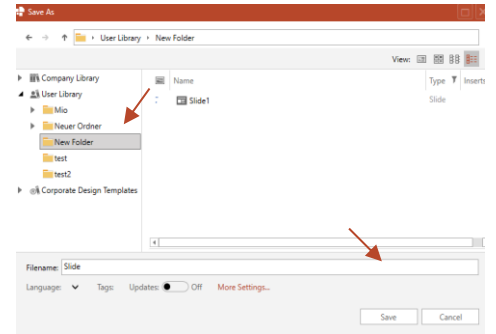 Save As
User Library › New Folder
View:
Company Library
User Library
Mio
Neuer Ordner
New Folder
test
test2
Corporate Design Templates
Name Type Inserts
Slide1 Slide
Filename: Slide
Language: Tags: Updates: Off More Settings...
Save Cancel